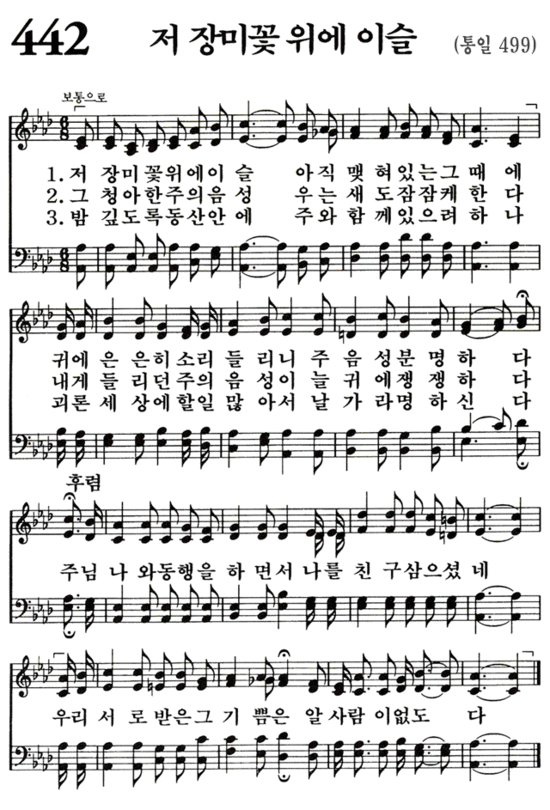 442 저 장미꽃 위에 이슬 (통일 499)
보통으로
1. 저 장미꽃위에이 슬 아직 맺 혀있는그 때 에
2. 그 청아한주의음 성 우는 새 도잠잠케 한 다
3. 밤 깊도록동산안 에 주와 함 께있으려 하 나
귀에 은 은히소리 들 리니 주 음 성분 명하 다
내게 들 리던주의 음 성이 늘 귀 에쟁 쟁하 다
괴론 세 상에할일 많 아서 날 가 라명 하신 다
후렴
주님 나 와동행을 하 면서 나를 친 구삼으셨 네
우리 서 로받은그 기 쁨은 알 사람 이없도 다